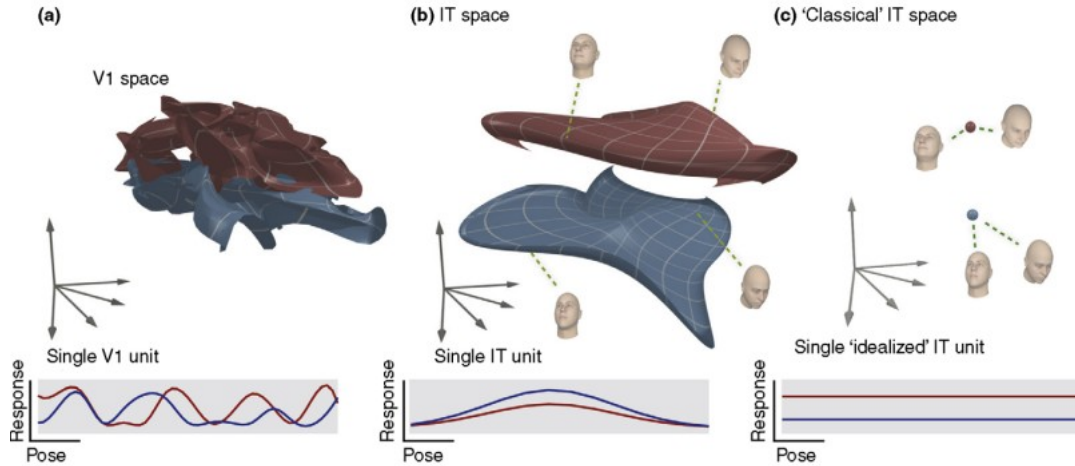 (a)
V1 space
Single V1 unit
Response
Pose
(b) IT space
Single IT unit
Response
Pose
(c) ‘Classical’ IT space
Single ‘idealized’ IT unit
Response
Pose